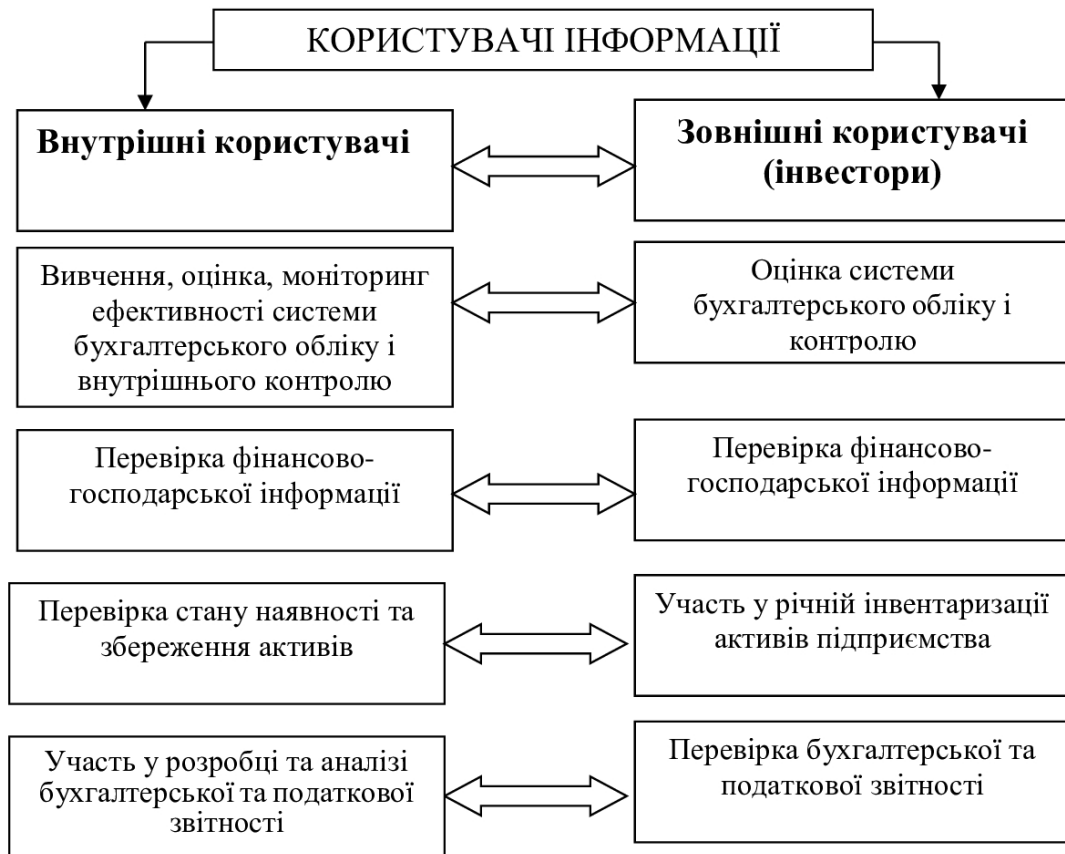 КОРИСТУВАЧІ ІНФОРМАЦІЇ
Внутрішні користувачі
Зовнішні користувачі
(інвестори)
Вивчення, оцінка, моніторинг
ефективності системи
бухгалтерського обліку і
внутрішнього контролю
Оцінка системи
бухгалтерського обліку і
контролю
Перевірка фінансово-
господарської інформації
Перевірка фінансово-
господарської інформації
Перевірка стану наявності та
збереження активів
Участь у річній інвентаризації
активів підприємства
Участь у розробці та аналізі
бухгалтерської та податкової
звітності
Перевірка бухгалтерської та
податкової звітності